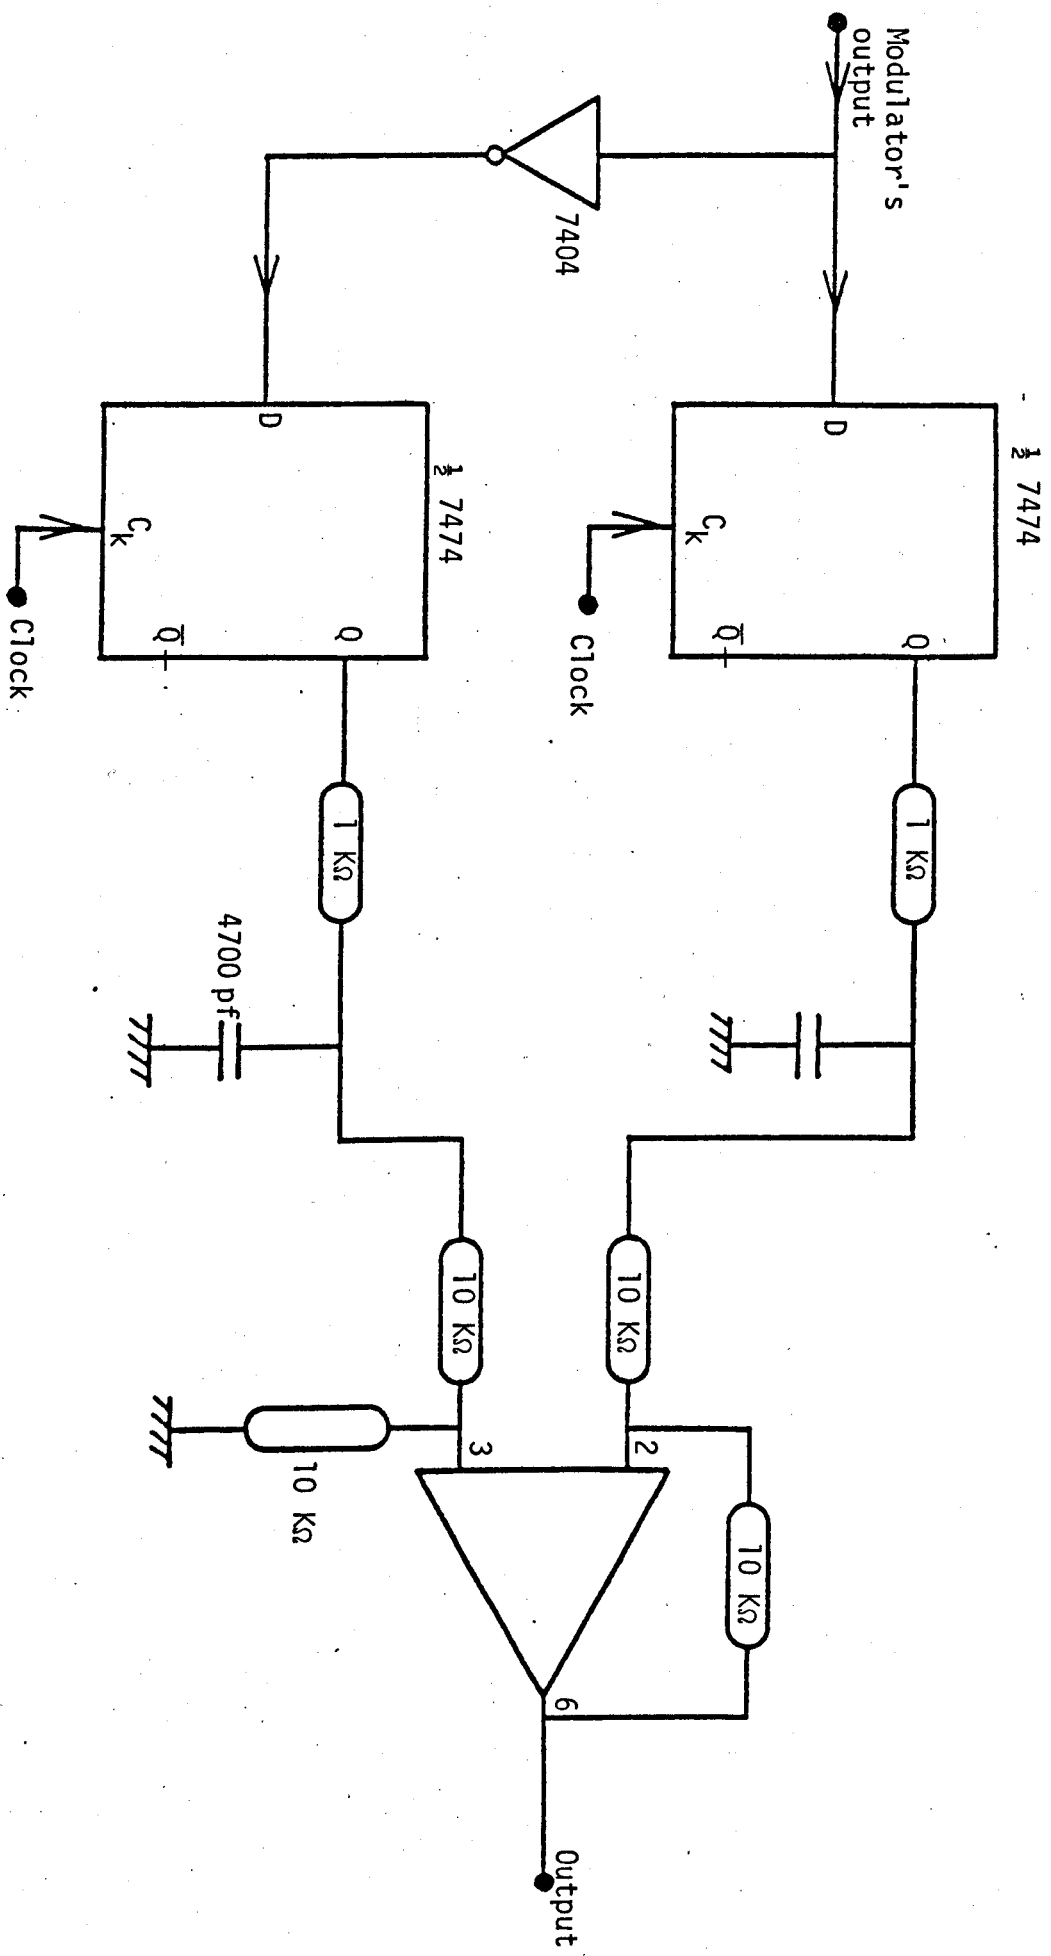 Modulator's
output
½ 7474
D
Ck
Q
Q̅
Clock
1 KΩ
10 KΩ
10 KΩ
2
3
6
Output
7404
½ 7474
D
Ck
Q
Q̅
Clock
1 KΩ
4700 pf
10 KΩ
10 KΩ